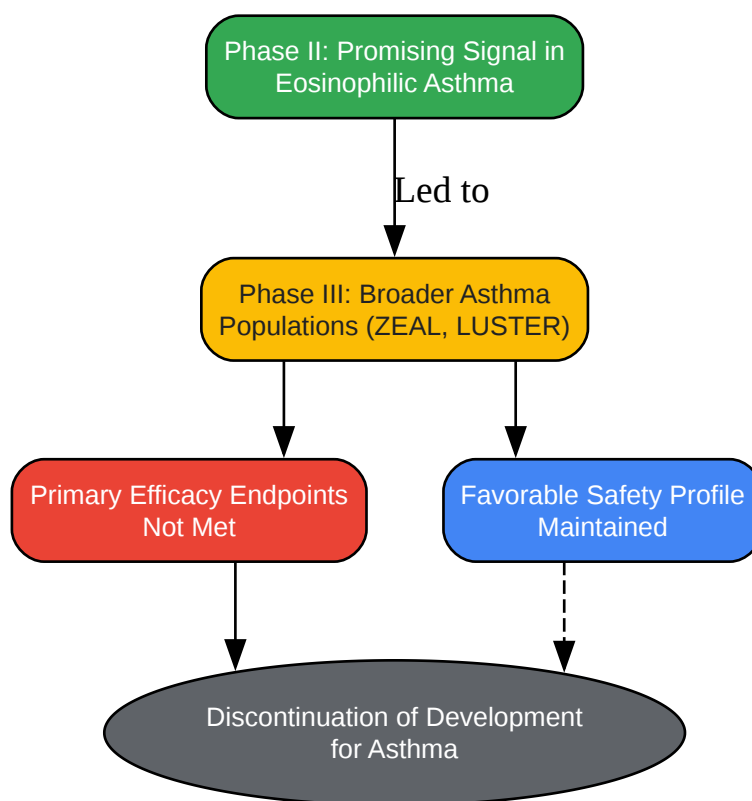 Phase II: Promising Signal in
Eosinophilic Asthma
Led to
Phase III: Broader Asthma
Populations (ZEAL, LUSTER)
Primary Efficacy Endpoints
Not Met
Favorable Safety Profile
Maintained
Discontinuation of Development
for Asthma